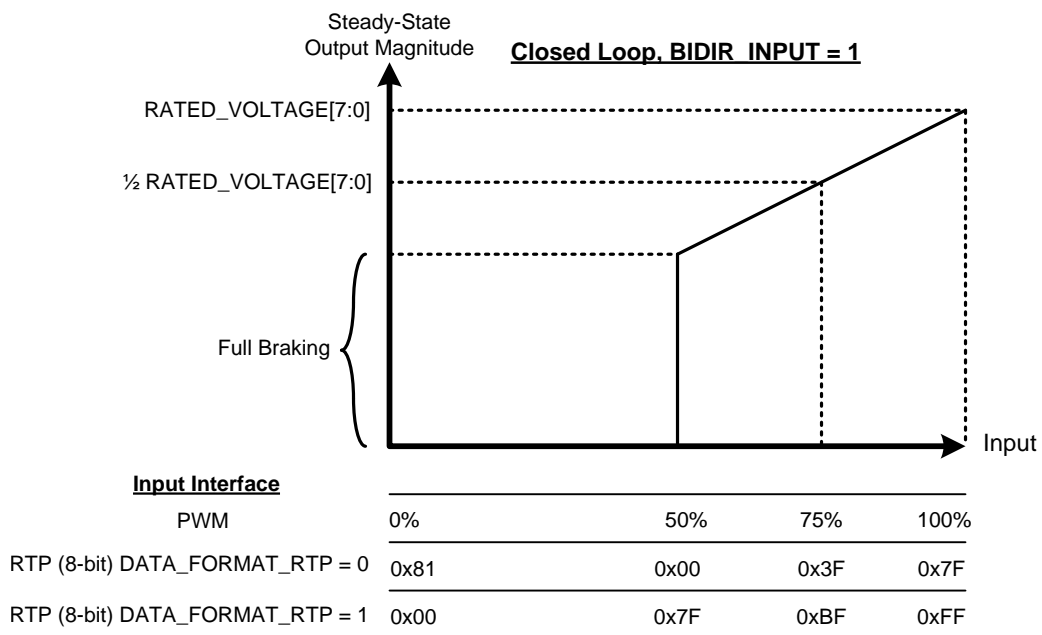 Steady-State
Output Magnitude
Closed Loop, BIDIR_INPUT = 1
RATED_VOLTAGE[7:0]
½ RATED_VOLTAGE[7:0]
Full Braking
Input
Input Interface
PWM 0% 50% 75% 100%
RTP (8-bit) DATA_FORMAT_RTP = 0 0x81 0x00 0x3F 0x7F
RTP (8-bit) DATA_FORMAT_RTP = 1 0x00 0x7F 0xBF 0xFF